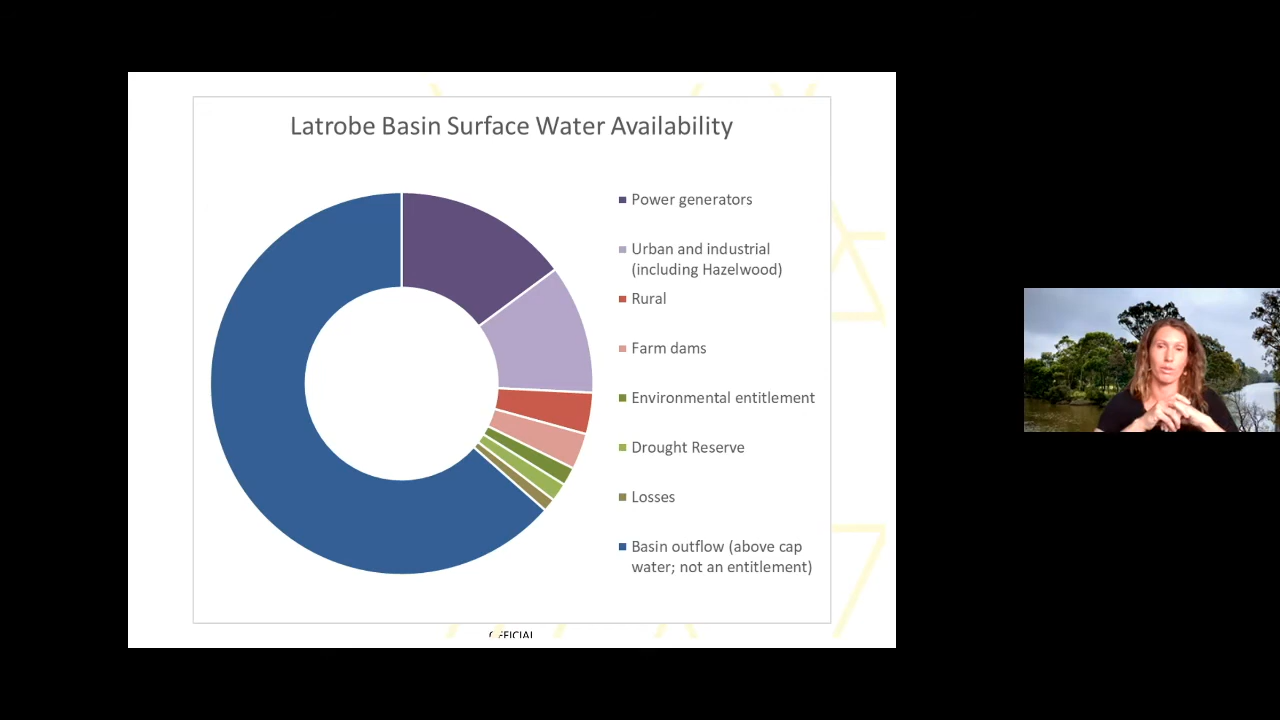 Latrobe Basin Surface Water Availability
Power generators
Urban and industrial
(including Hazelwood)
Rural
Farm dams
Environmental entitlement
Drought Reserve
Losses
Basin outflow (above cap
water; not an entitlement)
OFFICIAL